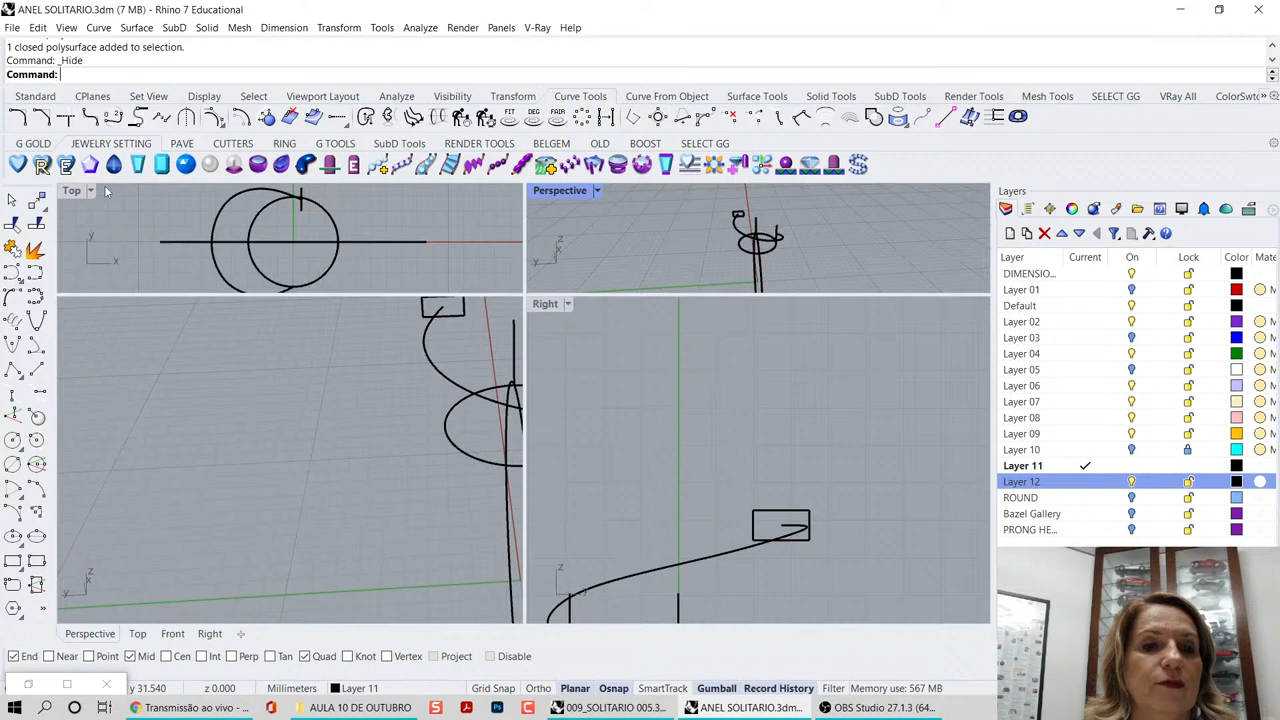 ANEL SOLITARIO.3dm (7 MB) - Rhino 7 Educational
File Edit View Curve Surface SubD Solid Mesh Dimension Transform Tools Analyze Render Panels V-Ray Help
1 closed polysurface added to selection.
Command: _Hide
Command:
Standard CPlanes Set View Display Select Viewport Layout Analyze Visibility Transform Curve Tools Curve From Object Surface Tools Solid Tools SubD Tools Render Tools Mesh Tools SELECT GG VRay All ColorSwtc
FIT DEG FAIR
G GOLD JEWELRY SETTING PAVE CUTTERS RING G TOOLS SubD Tools RENDER TOOLS BELGEM OLD BOOST SELECT GG
Top
Perspective
Layers
y
x
z
y
Layer Current On Lock Color Mate
DIMENSIO...
Layer 01 M
Default
Right
Layer 02 M
Layer 03 M
Layer 04 M
Layer 05 M
Layer 06 M
Layer 07 M
Layer 08 M
Layer 09 M
Layer 10 M
Layer 11
Layer 12
ROUND
Bazel Gallery
PRONG HE...
z
y
z
Perspective Top Front Right
End Near Point Mid Cen Int Perp Tan Quad Knot Vertex Project Disable
y 31.540 z 0.000 Millimeters Layer 11 Grid Snap Ortho Planar Osnap SmartTrack Gumball Record History Filter Memory use: 567 MB
Transmissão ao vivo - ... AULA 10 DE OUTUBRO 009_SOLITARIO 005.3... ANEL SOLITARIO.3dm... OBS Studio 27.1.3 (64...